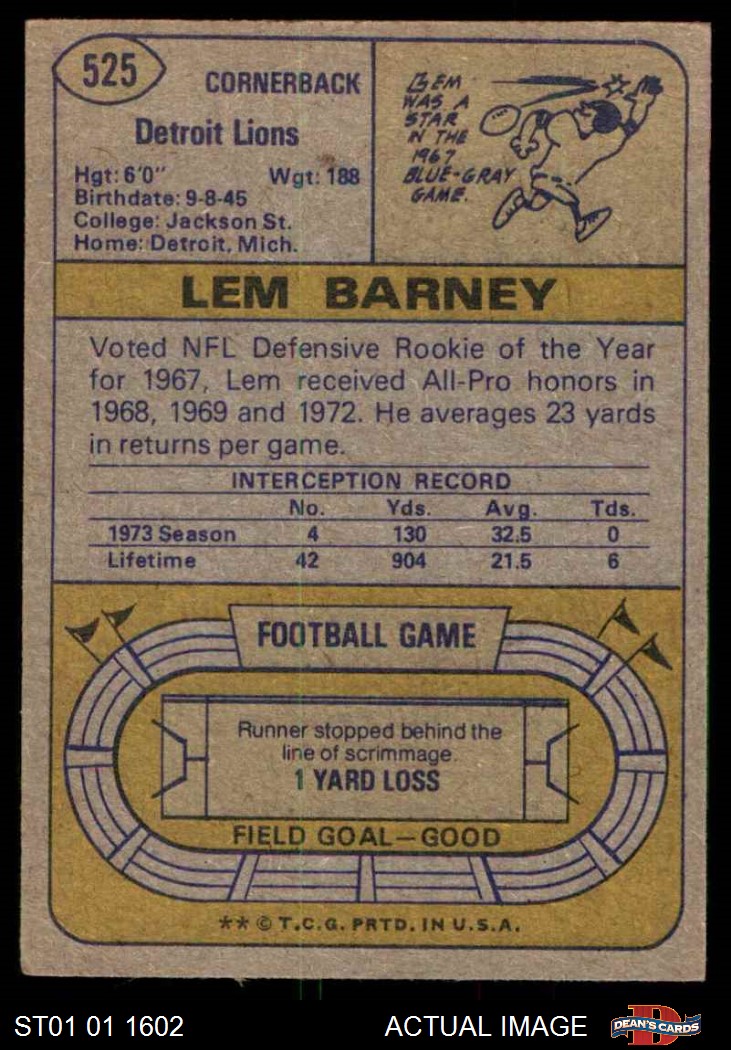 525
CORNERBACK
Detroit Lions
Hgt: 6'0" Wgt: 188
Birthdate: 9-8-45
College: Jackson St.
Home: Detroit, Mich.
LEM
WAS A
STAR
IN THE
1967
BLUE-GRAY
GAME.
LEM BARNEY
Voted NFL Defensive Rookie of the Year
for 1967, Lem received All-Pro honors in
1968, 1969 and 1972. He averages 23 yards
in returns per game.
INTERCEPTION RECORD
No. Yds. Avg. Tds.
1973 Season 4 130 32.5 0
Lifetime 42 904 21.5 6
FOOTBALL GAME
Runner stopped behind the
line of scrimmage.
1 YARD LOSS
FIELD GOAL—GOOD
** © T.C.G. PRTD. IN U.S.A.
ST01 01 1602 ACTUAL IMAGE
D
DEAN'S CARDS